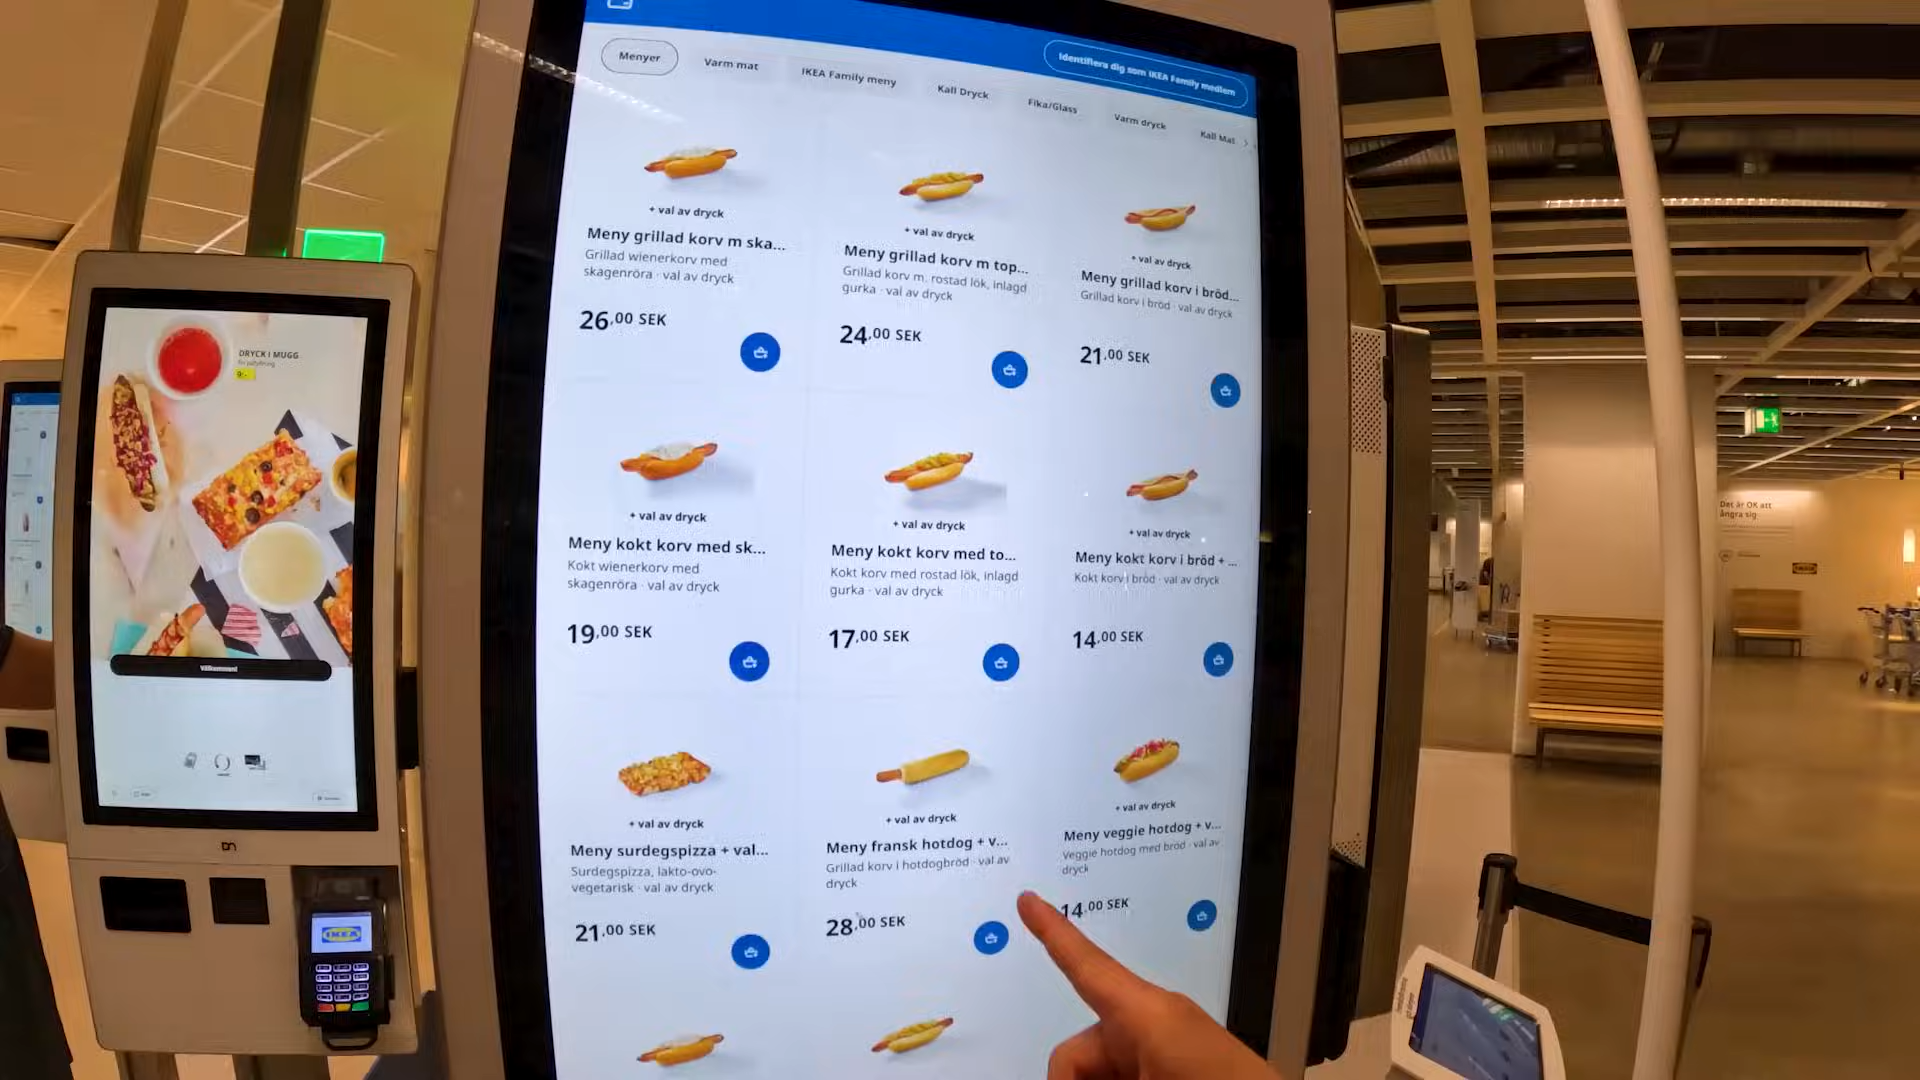 Menyer
Varm mat
IKEA Family meny
Kall Dryck
Fika/Glass
Varm dryck
Kall Mat
Identifiera dig som IKEA Family medlem
+ val av dryck
Meny grillad korv m ska...
Grillad wienerkorv med
skagenröra · val av dryck
26,00 SEK
+ val av dryck
Meny grillad korv m top...
Grillad korv m. rostad lök, inlagd
gurka · val av dryck
24,00 SEK
+ val av dryck
Meny grillad korv i bröd...
Grillad korv i bröd · val av dryck
21,00 SEK
+ val av dryck
Meny kokt korv med sk...
Kokt wienerkorv med
skagenröra · val av dryck
19,00 SEK
+ val av dryck
Meny kokt korv med to...
Kokt korv med rostad lök, inlagd
gurka · val av dryck
17,00 SEK
+ val av dryck
Meny kokt korv i bröd + ...
Kokt korv i bröd · val av dryck
14,00 SEK
+ val av dryck
Meny surdegspizza + val...
Surdegspizza, lakto-ovo-
vegetarisk · val av dryck
21,00 SEK
+ val av dryck
Meny fransk hotdog + v...
Grillad korv i hotdogbröd · val av
dryck
28,00 SEK
+ val av dryck
Meny veggie hotdog + v...
Veggie hotdog med bröd · val av
dryck
14,00 SEK
DRYCK I MUGG
9:-
Välkommen!
IKEA
Det är OK att
ångra sig.
IKEA